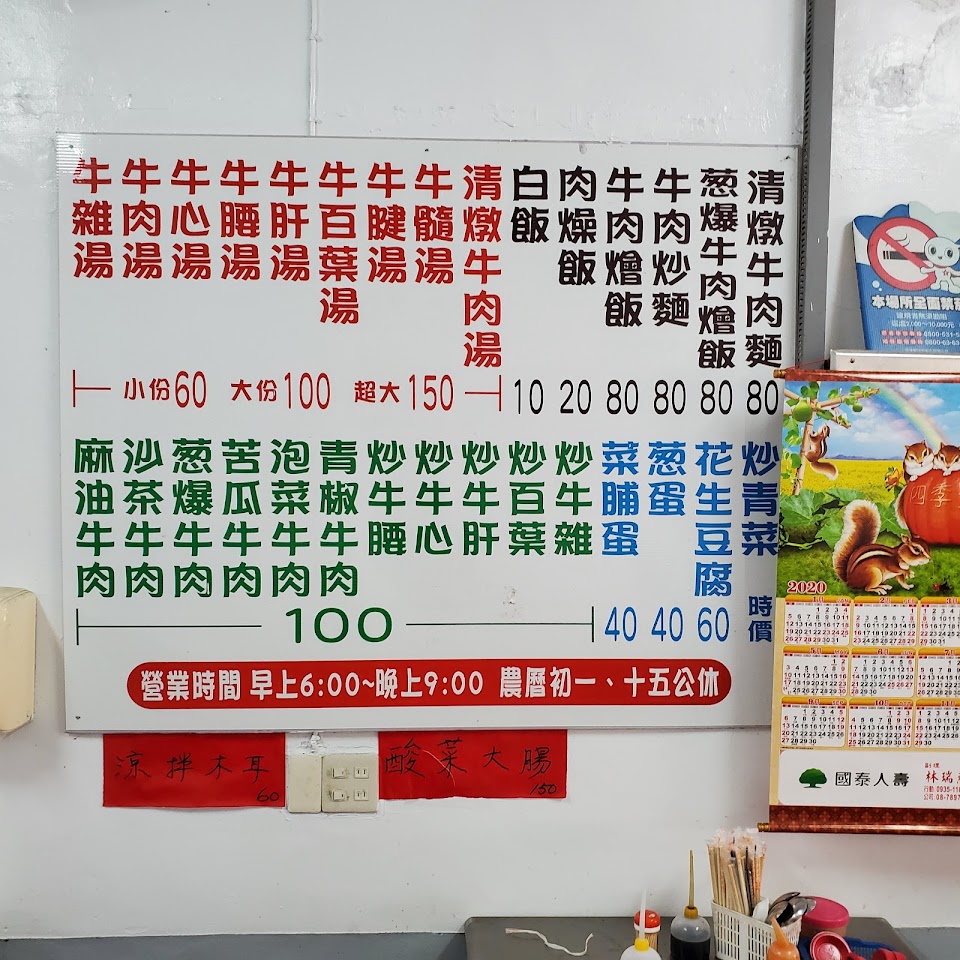 牛雜湯
牛肉湯
牛心湯
牛腰湯
牛肝湯
牛百葉湯
牛腱湯
牛髓湯
清燉牛肉湯
小份60 大份100 超大150
白飯 10
肉燥飯 20
牛肉燴飯 80
牛肉炒麵 80
葱爆牛肉燴飯 80
清燉牛肉麵 80
麻油牛肉
沙茶牛肉
葱爆牛肉
苦瓜牛肉
泡菜牛肉
青椒牛肉
炒牛腰
炒牛心
炒牛肝
炒百葉
炒牛雜
100
菜脯蛋 40
葱蛋 40
花生豆腐 60
炒青菜 時價
營業時間 早上6:00~晚上9:00 農曆初一、十五公休
涼拌木耳
60
酸菜大腸
150
本場所全面禁菸
四季
2020
國泰人壽